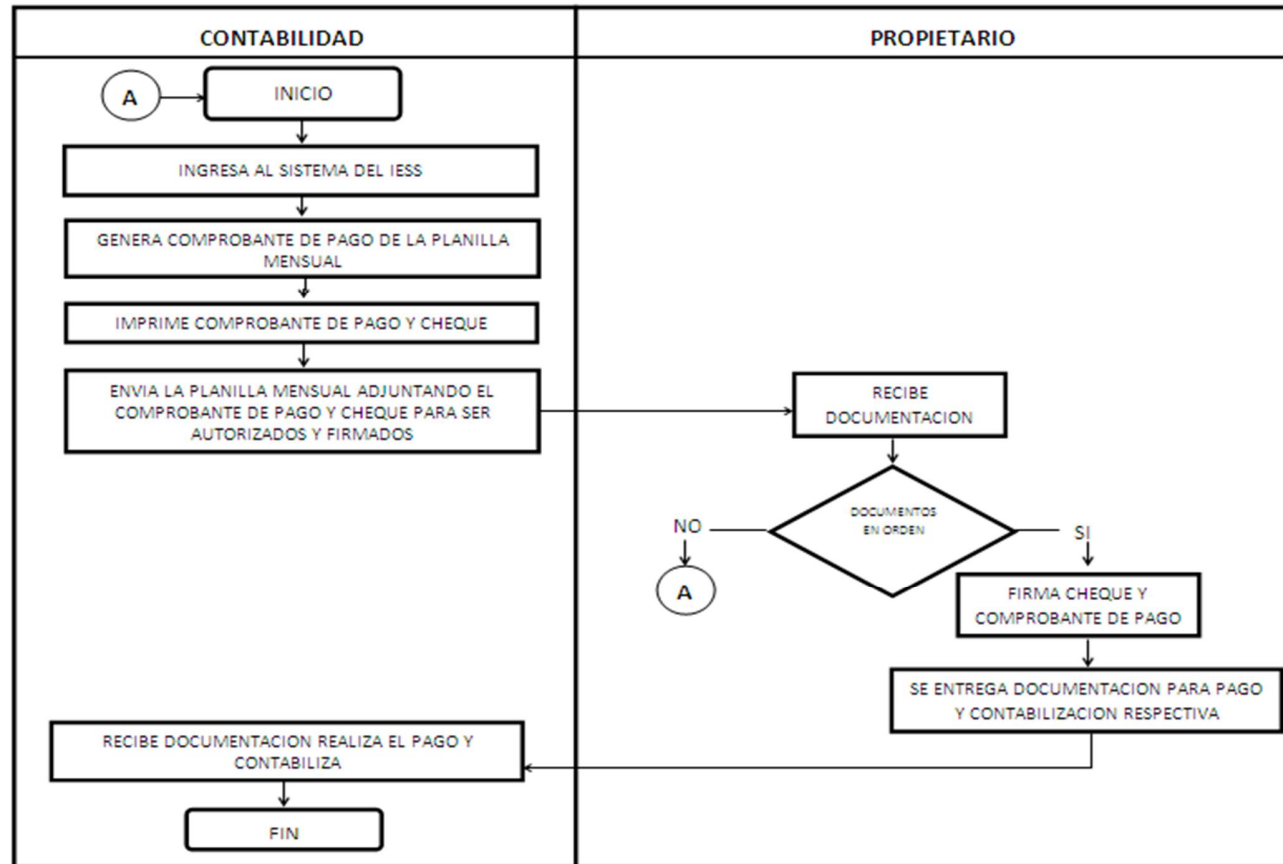 CONTABILIDAD
PROPIETARIO
A
INICIO
INGRESA AL SISTEMA DEL IESS
GENERA COMPROBANTE DE PAGO DE LA PLANILLA
MENSUAL
IMPRIME COMPROBANTE DE PAGO Y CHEQUE
ENVIA LA PLANILLA MENSUAL ADJUNTANDO EL
COMPROBANTE DE PAGO Y CHEQUE PARA SER
AUTORIZADOS Y FIRMADOS
RECIBE
DOCUMENTACION
DOCUMENTOS
EN ORDEN
NO
SI
A
FIRMA CHEQUE Y
COMPROBANTE DE PAGO
SE ENTREGA DOCUMENTACION PARA PAGO
Y CONTABILIZACION RESPECTIVA
RECIBE DOCUMENTACION REALIZA EL PAGO Y
CONTABILIZA
FIN